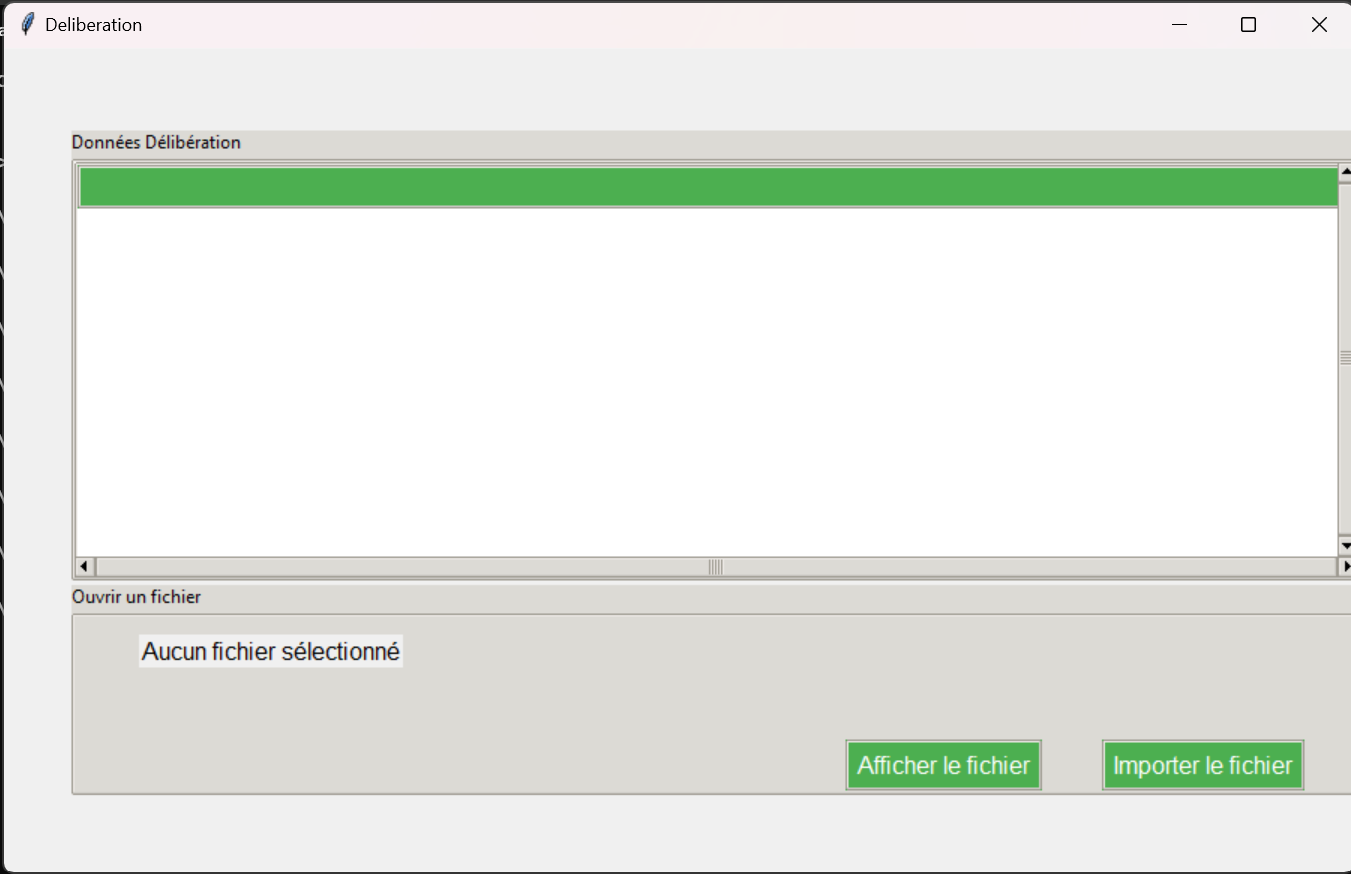 Deliberation
Données Délibération
Ouvrir un fichier
Aucun fichier sélectionné
Afficher le fichier
Importer le fichier